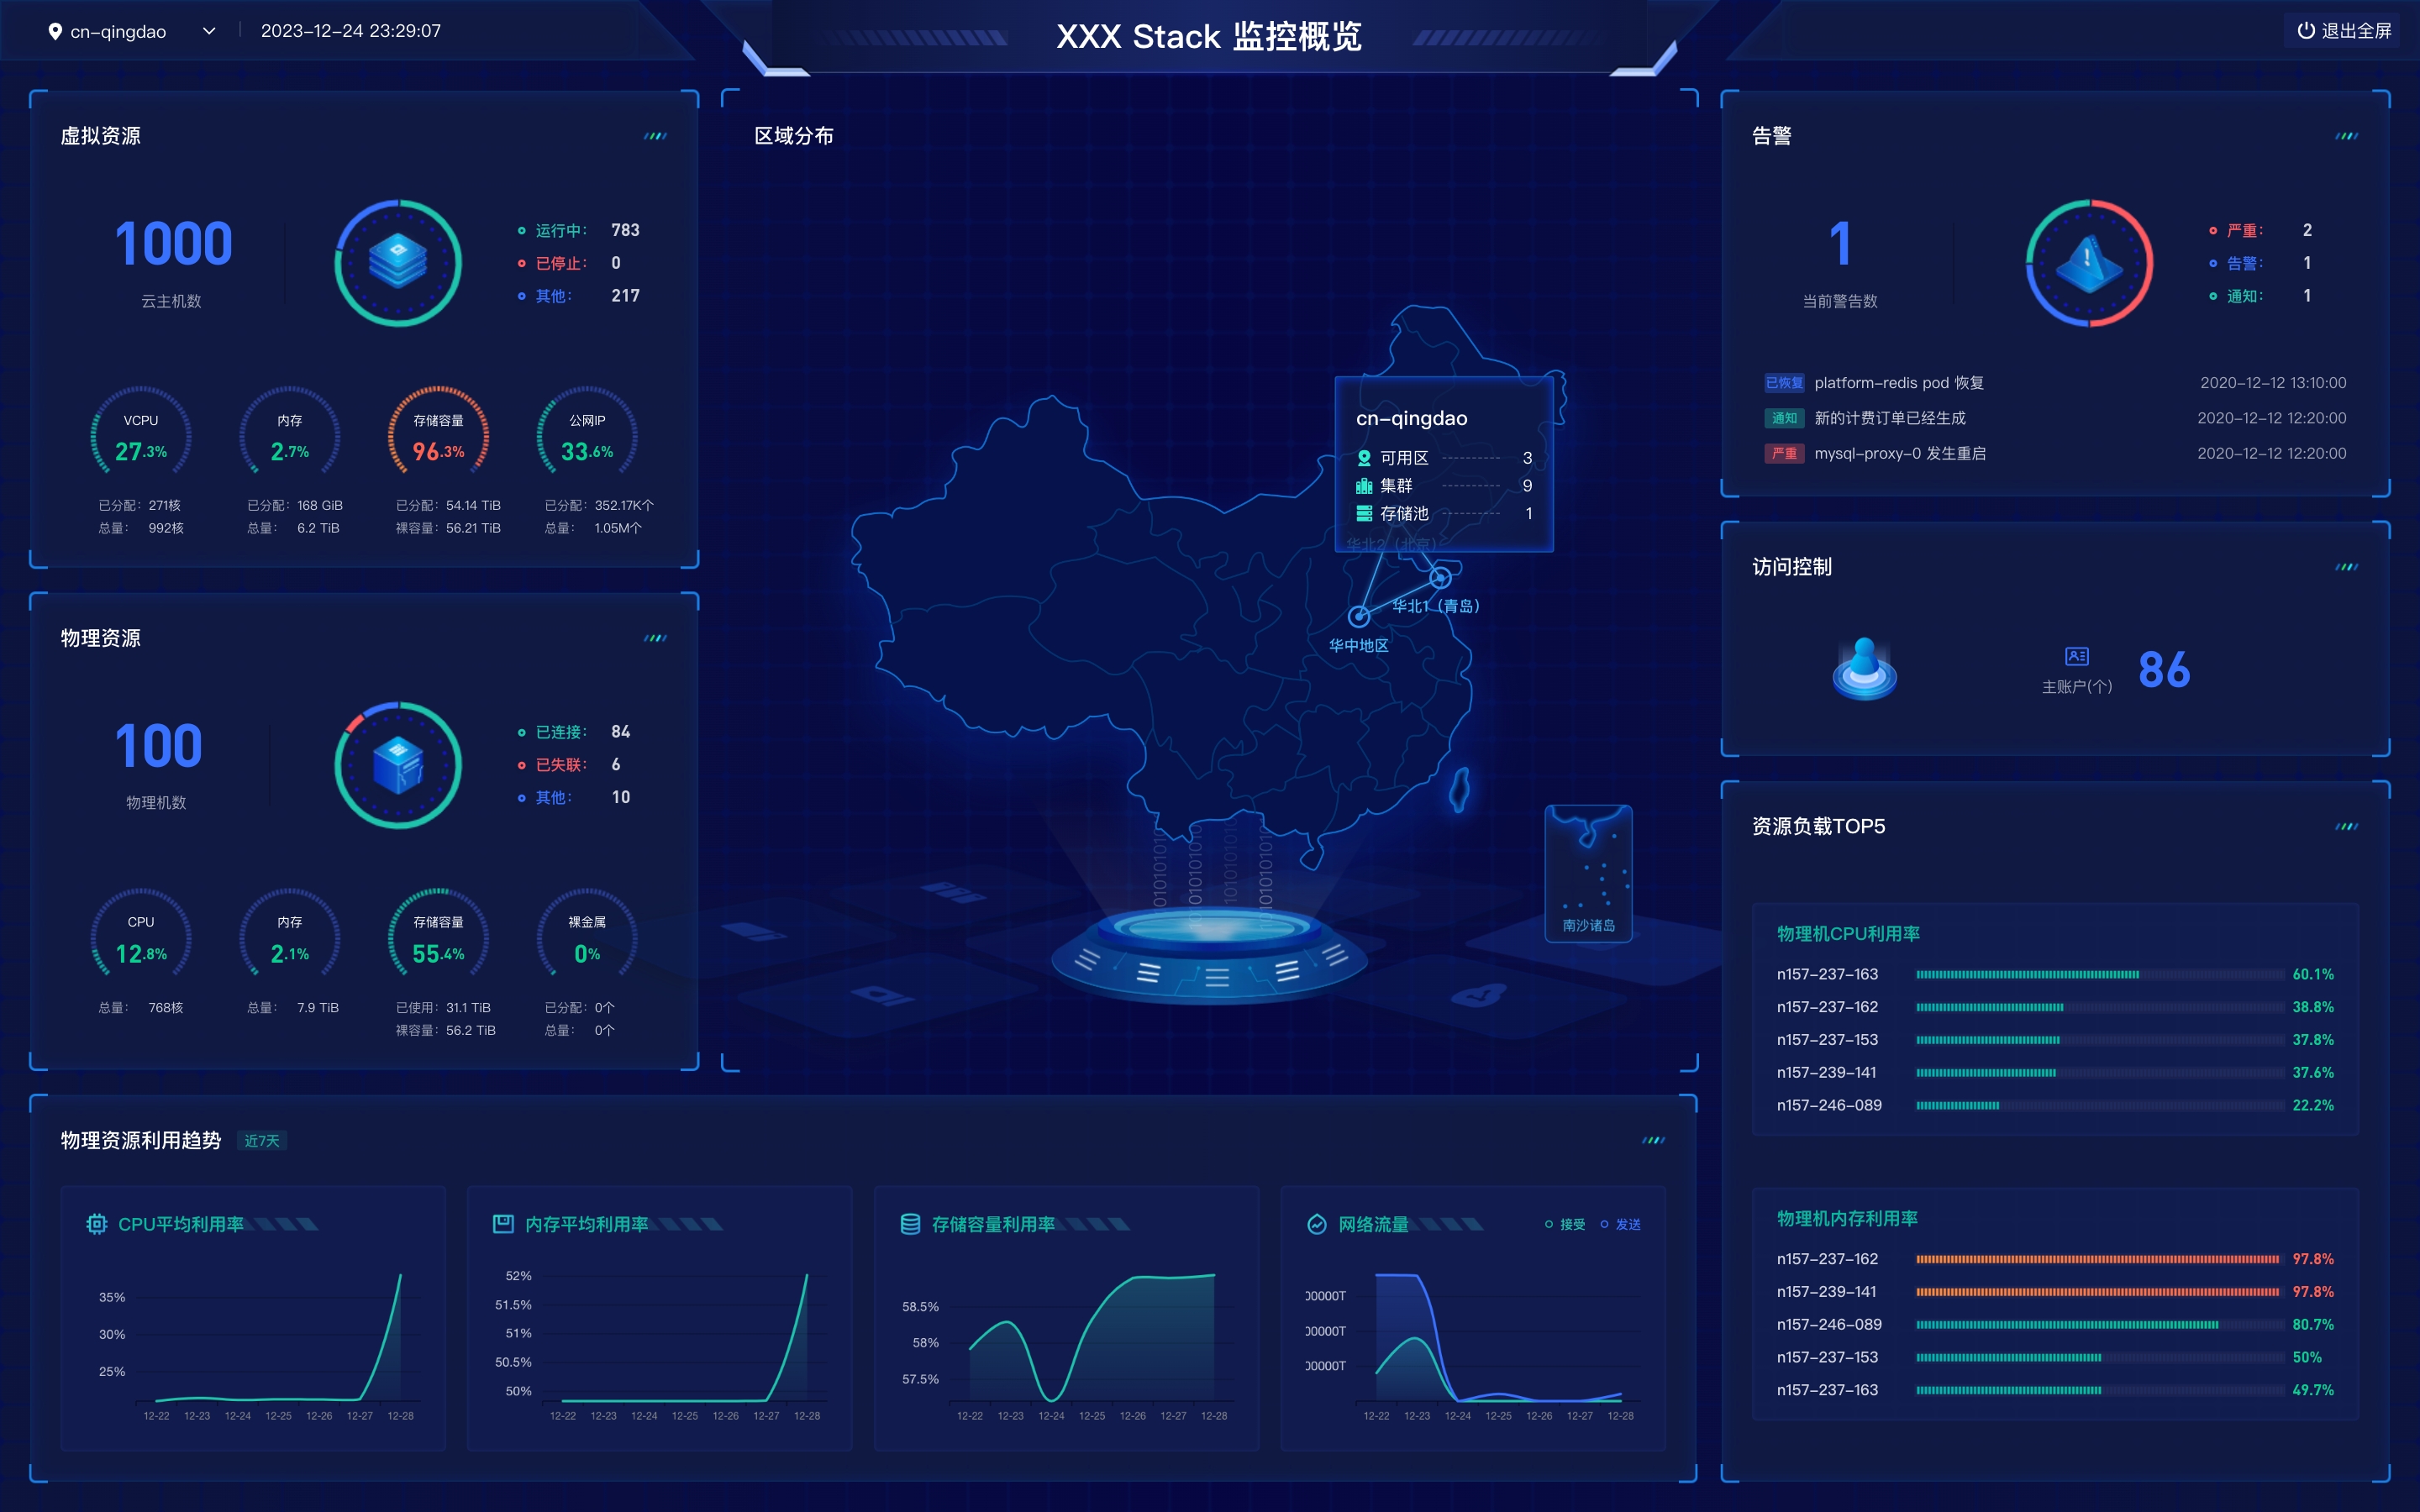 cn-qingdao
2023-12-24 23:29:07
XXX Stack 监控概览
退出全屏
虚拟资源
1000
云主机数
运行中： 783
已停止： 0
其他： 217
VCPU
27.3%
已分配：271核
总量： 992核
内存
2.7%
已分配：168 GiB
总量： 6.2 TiB
存储容量
96.3%
已分配：54.14 TiB
裸容量：56.21 TiB
公网IP
33.6%
已分配：352.17K个
总量： 1.05M个
物理资源
100
物理机数
已连接： 84
已失联： 6
其他： 10
CPU
12.8%
总量： 768核
内存
2.1%
总量： 7.9 TiB
存储容量
55.4%
已使用：31.1 TiB
裸容量：56.2 TiB
裸金属
0%
已分配：0个
总量： 0个
区域分布
cn-qingdao
可用区 3
集群 9
存储池 1
华北2（北京）
华北1（青岛）
华中地区
南沙诸岛
告警
1
当前警告数
严重： 2
告警： 1
通知： 1
已恢复 platform-redis pod 恢复 2020-12-12 13:10:00
通知 新的计费订单已经生成 2020-12-12 12:20:00
严重 mysql-proxy-0 发生重启 2020-12-12 12:20:00
访问控制
主账户(个) 86
资源负载TOP5
物理机CPU利用率
n157-237-163 60.1%
n157-237-162 38.8%
n157-237-153 37.8%
n157-239-141 37.6%
n157-246-089 22.2%
物理机内存利用率
n157-237-162 97.8%
n157-239-141 97.8%
n157-246-089 80.7%
n157-237-153 50%
n157-237-163 49.7%
物理资源利用趋势 近7天
CPU平均利用率
35%
30%
25%
12-22 12-23 12-24 12-25 12-26 12-27 12-28
内存平均利用率
52%
51.5%
51%
50.5%
50%
12-22 12-23 12-24 12-25 12-26 12-27 12-28
存储容量利用率
58.5%
58%
57.5%
12-22 12-23 12-24 12-25 12-26 12-27 12-28
网络流量 接受 发送
00000T
00000T
00000T
12-22 12-23 12-24 12-25 12-26 12-27 12-28